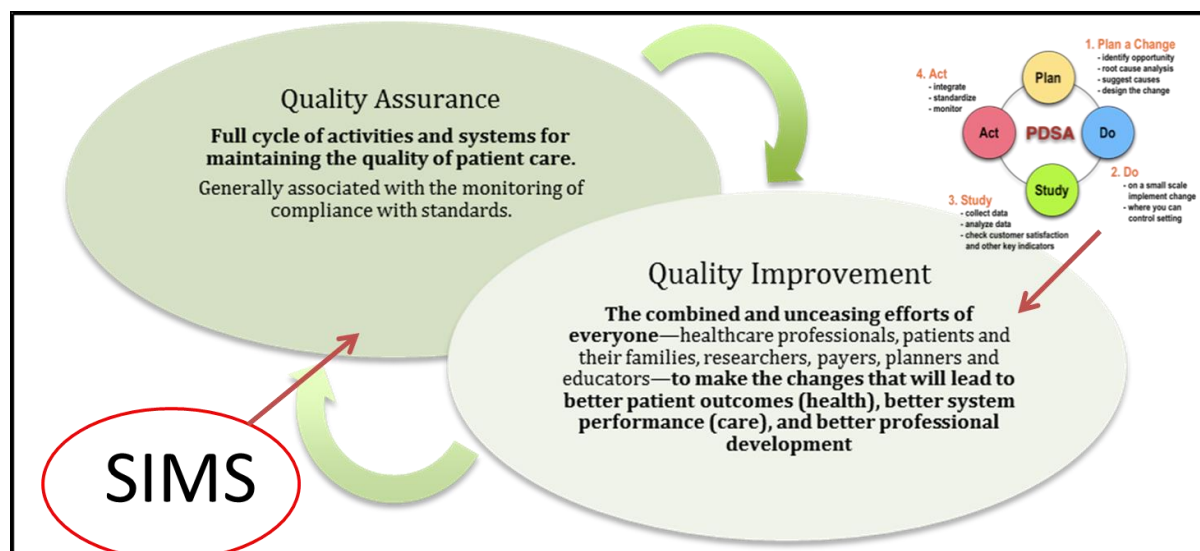 Quality Assurance
Full cycle of activities and systems for
maintaining the quality of patient care.
Generally associated with the monitoring of
compliance with standards.
1. Plan a Change
- identify opportunity
- root cause analysis
- suggest causes
- design the change
4. Act
- integrate
- standardize
- monitor
Plan
Act
PDSA
Do
Study
2. Do
- on a small scale
implement change
- where you can
control setting
3. Study
- collect data
- analyze data
- check customer satisfaction
and other key indicators
Quality Improvement
The combined and unceasing efforts of
everyone—healthcare professionals, patients and
their families, researchers, payers, planners and
educators—to make the changes that will lead to
better patient outcomes (health), better system
performance (care), and better professional
development
SIMS